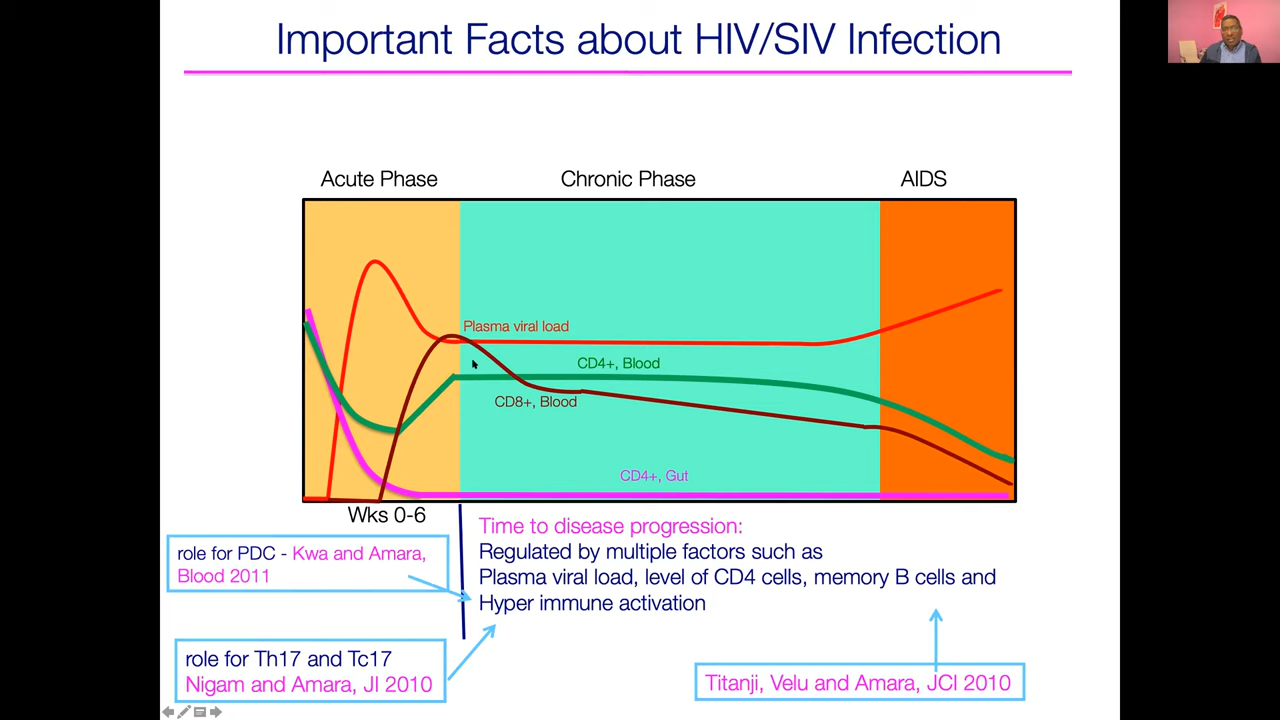 Important Facts about HIV/SIV Infection
Acute Phase
Chronic Phase
AIDS
Plasma viral load
CD4+, Blood
CD8+, Blood
CD4+, Gut
Wks 0-6
Time to disease progression:
Regulated by multiple factors such as
Plasma viral load, level of CD4 cells, memory B cells and
Hyper immune activation
role for PDC - Kwa and Amara,
Blood 2011
role for Th17 and Tc17
Nigam and Amara, JI 2010
Titanji, Velu and Amara, JCI 2010